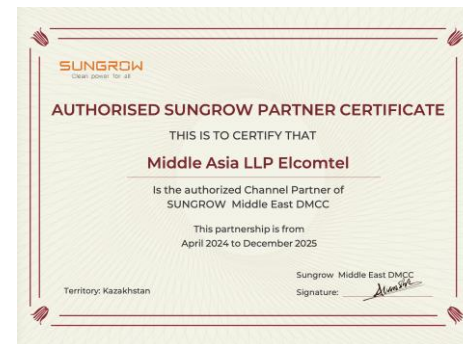 SUNGROW
Clean power for all
AUTHORISED SUNGROW PARTNER CERTIFICATE
THIS IS TO CERTIFY THAT
Middle Asia LLP Elcomtel
Is the authorized Channel Partner of
SUNGROW Middle East DMCC
This partnership is from
April 2024 to December 2025
Territory: Kazakhstan
Sungrow Middle East DMCC
Signature: